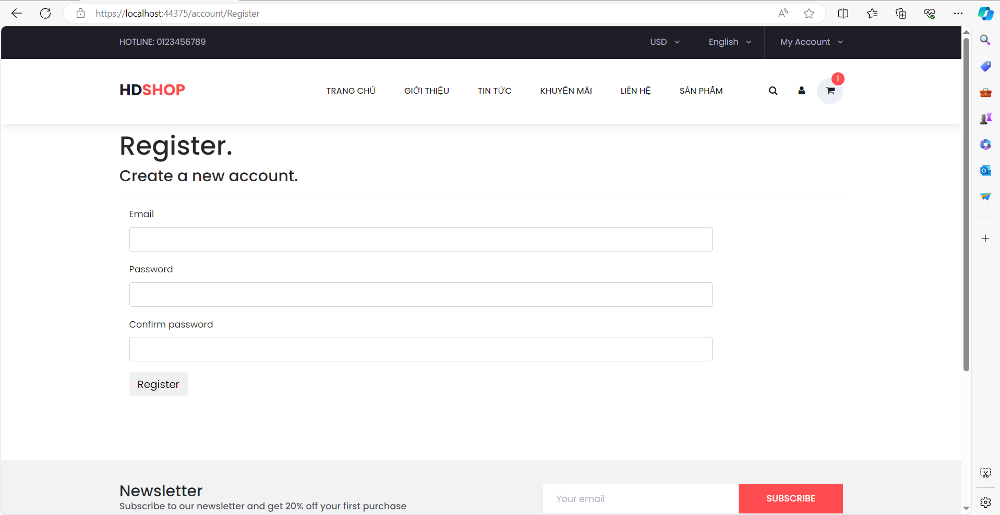 https://localhost:44375/account/Register
HOTLINE: 0123456789
USD
English
My Account
HDSHOP
TRANG CHỦ
GIỚI THIỆU
TIN TỨC
KHUYẾN MÃI
LIÊN HỆ
SẢN PHẨM
1
Register.
Create a new account.
Email
Password
Confirm password
Register
Newsletter
Subscribe to our newsletter and get 20% off your first purchase
Your email
SUBSCRIBE